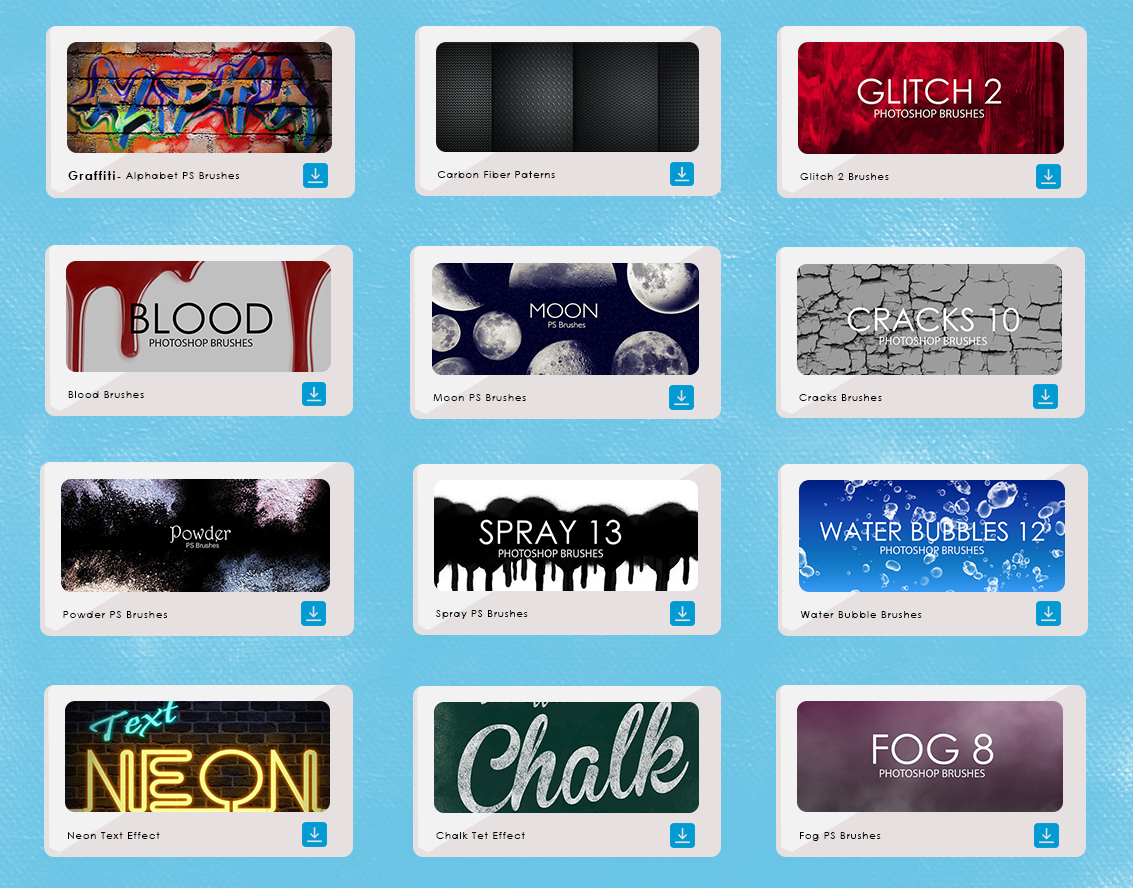 ALPHA
Graffiti- Alphabet PS Brushes
Carbon Fiber Paterns
GLITCH 2
PHOTOSHOP BRUSHES
Glitch 2 Brushes
BLOOD
PHOTOSHOP BRUSHES
Blood Brushes
MOON
PS Brushes
Moon PS Brushes
CRACKS 10
PHOTOSHOP BRUSHES
Cracks Brushes
Powder
PS Brushes
Powder PS Brushes
SPRAY 13
PHOTOSHOP BRUSHES
Spray PS Brushes
WATER BUBBLES 12
PHOTOSHOP BRUSHES
Water Bubble Brushes
Text
NEON
Neon Text Effect
Chalk
Chalk Tet Effect
FOG 8
PHOTOSHOP BRUSHES
Fog PS Brushes